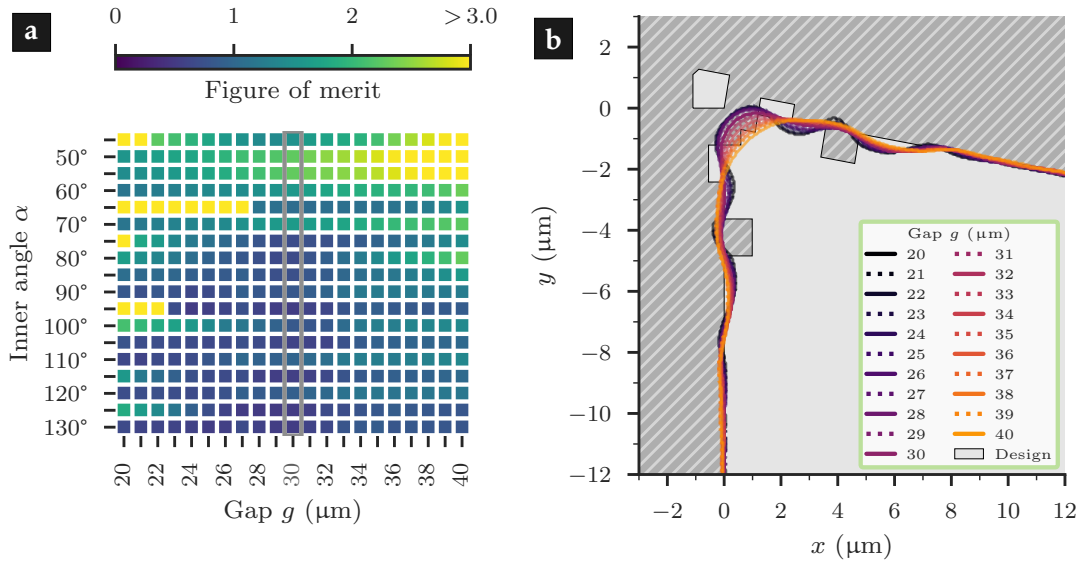 a
0 1 2 >3.0
Figure of merit
Inner angle α
50°
60°
70°
80°
90°
100°
110°
120°
130°
20 22 24 26 28 30 32 34 36 38 40
Gap g (µm)
b
y (µm)
2
0
−2
−4
−6
−8
−10
−12
−2 0 2 4 6 8 10 12
x (µm)
Gap g (µm)
20 31
21 32
22 33
23 34
24 35
25 36
26 37
27 38
28 39
29 40
30 Design